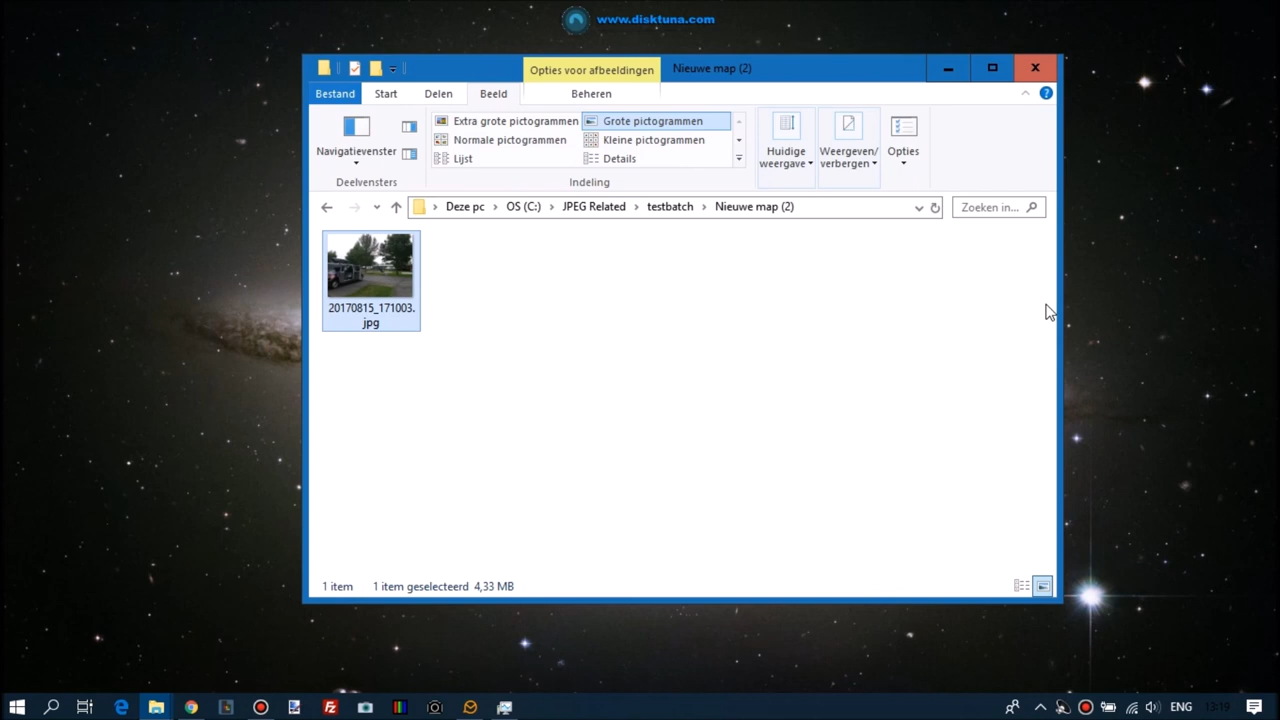 www.disktuna.com
Opties voor afbeeldingen
Nieuwe map (2)
Bestand
Start
Delen
Beeld
Beheren
Navigatievenster
Deelvensters
Extra grote pictogrammen
Grote pictogrammen
Normale pictogrammen
Kleine pictogrammen
Lijst
Details
Indeling
Huidige
weergave
Weergeven/
verbergen
Opties
Deze pc
OS (C:)
JPEG Related
testbatch
Nieuwe map (2)
Zoeken in...
20170815_171003.
jpg
1 item
1 item geselecteerd 4,33 MB
ENG
13:19